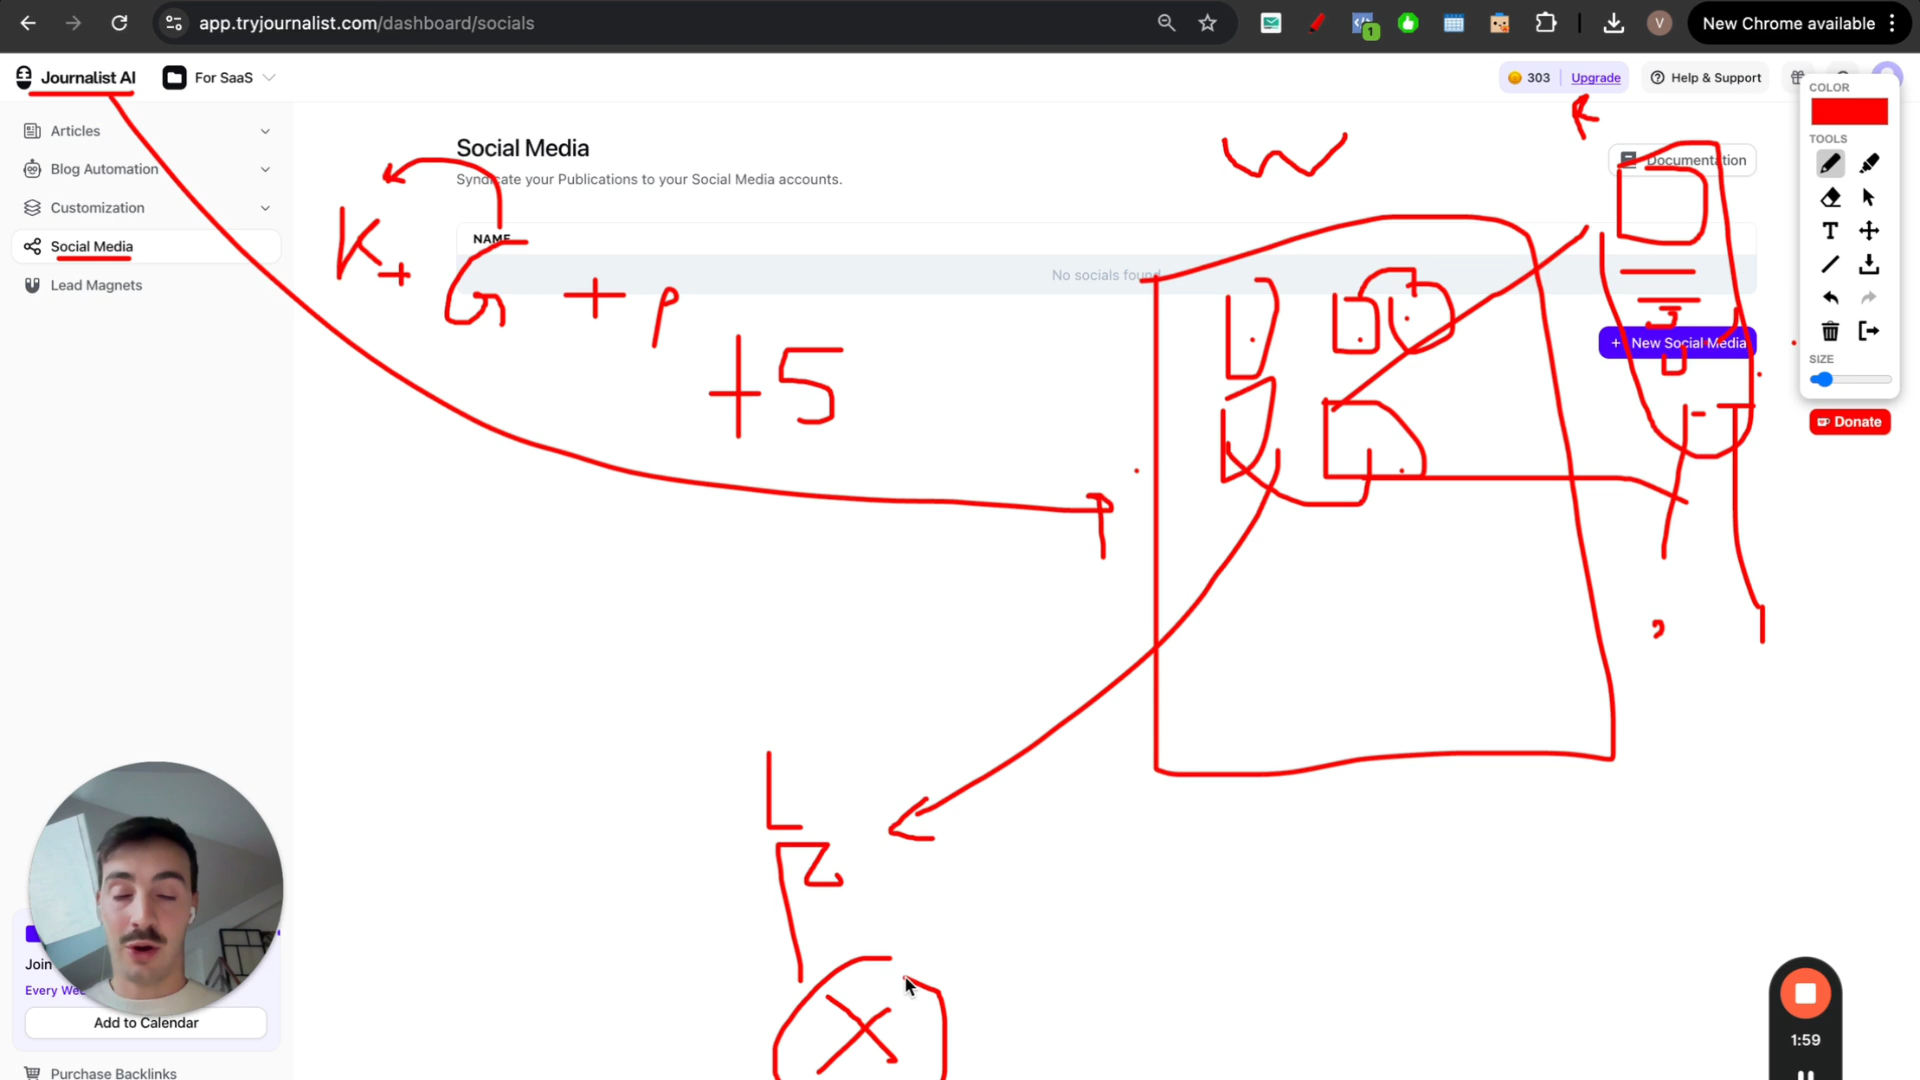 app.tryjournalist.com/dashboard/socials
1
V
New Chrome available
Journalist AI
For SaaS
303
Upgrade
Help & Support
COLOR
TOOLS
T
SIZE
Donate
Articles
Blog Automation
Customization
Social Media
Lead Magnets
Social Media
Syndicate your Publications to your Social Media accounts.
Documentation
NAME
No socials found
+ New Social Media
W
K + G + P
+ 5
L
X
Join
Every We
Add to Calendar
Purchase Backlinks
1:59